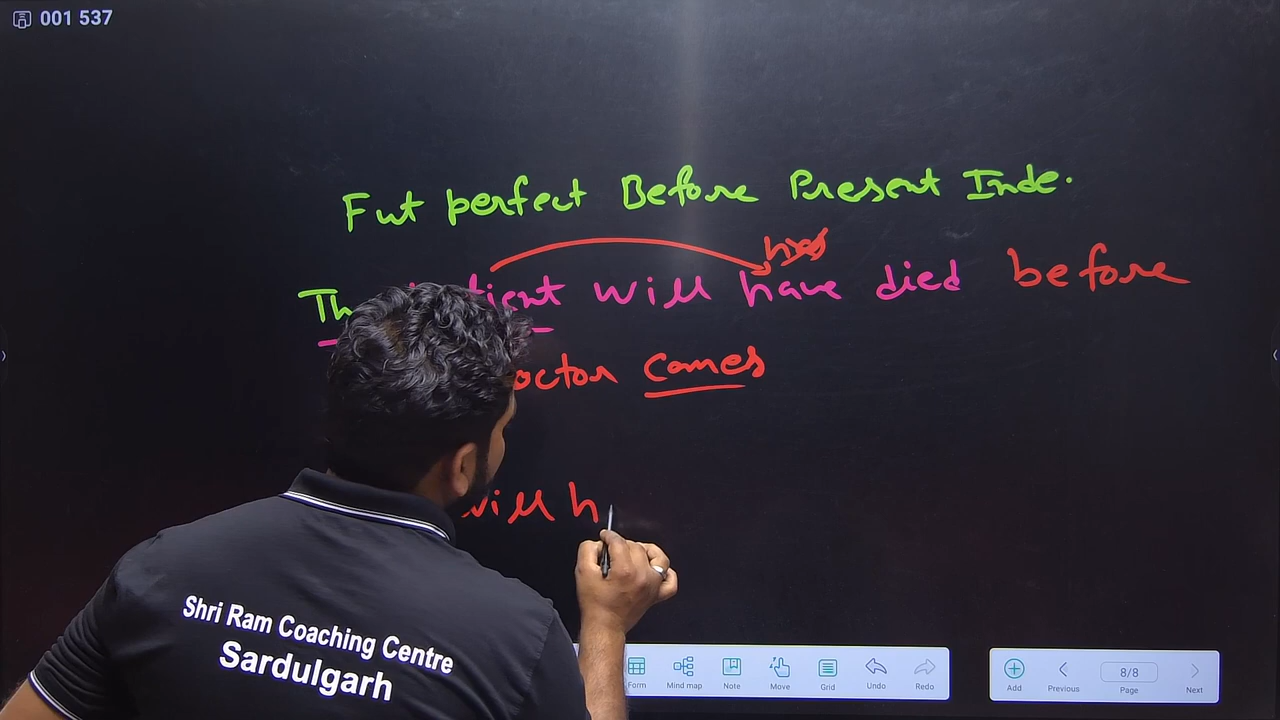 001 537
Fut perfect Before Present Inde.
will have died before
comes
will h
Shri Ram Coaching Centre
Sardulgarh
Form Mind map Note Move Grid Undo Redo
Add Previous 8/8 Page Next